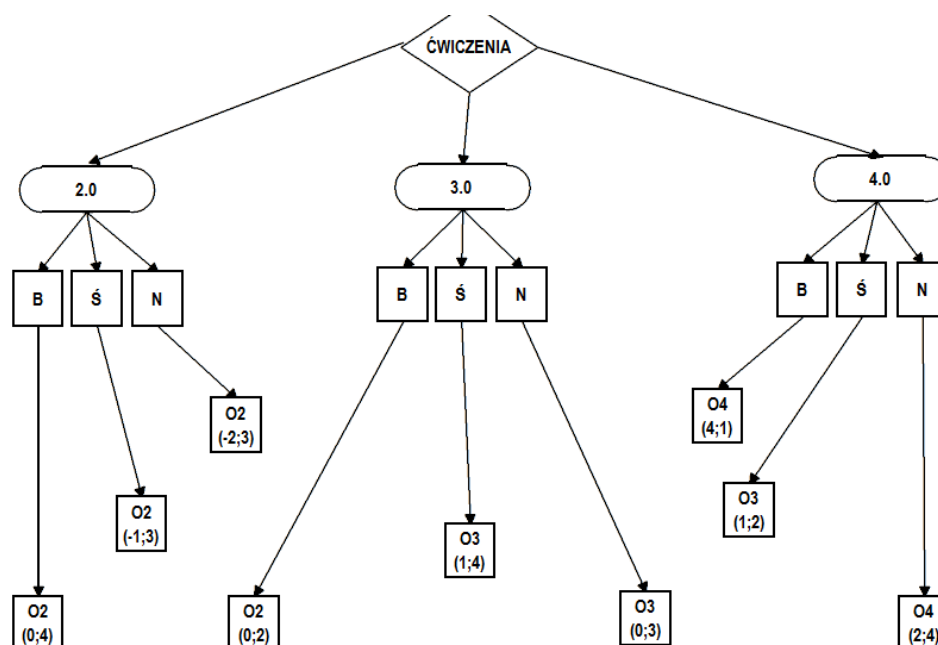 ĆWICZENIA
2.0
3.0
4.0
B
Ś
N
B
Ś
N
B
Ś
N
O2
(-2;3)
O4
(4;1)
O2
(-1;3)
O3
(1;4)
O3
(1;2)
O2
(0;4)
O2
(0;2)
O3
(0;3)
O4
(2;4)